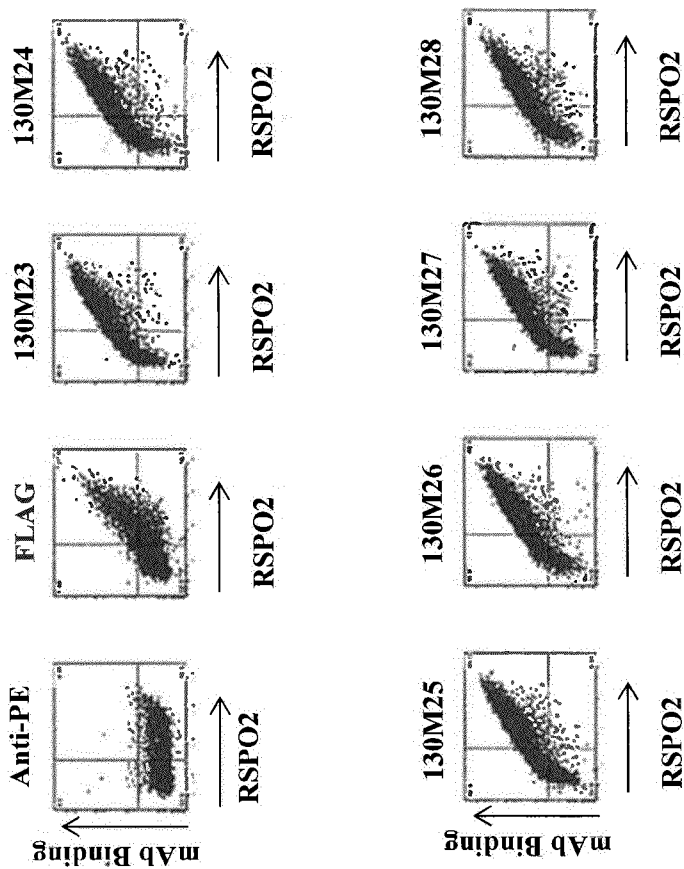 Anti-PE
FLAG
130M23
130M24
mAb Binding
RSPO2
RSPO2
RSPO2
RSPO2
130M25
130M26
130M27
130M28
mAb Binding
RSPO2
RSPO2
RSPO2
RSPO2